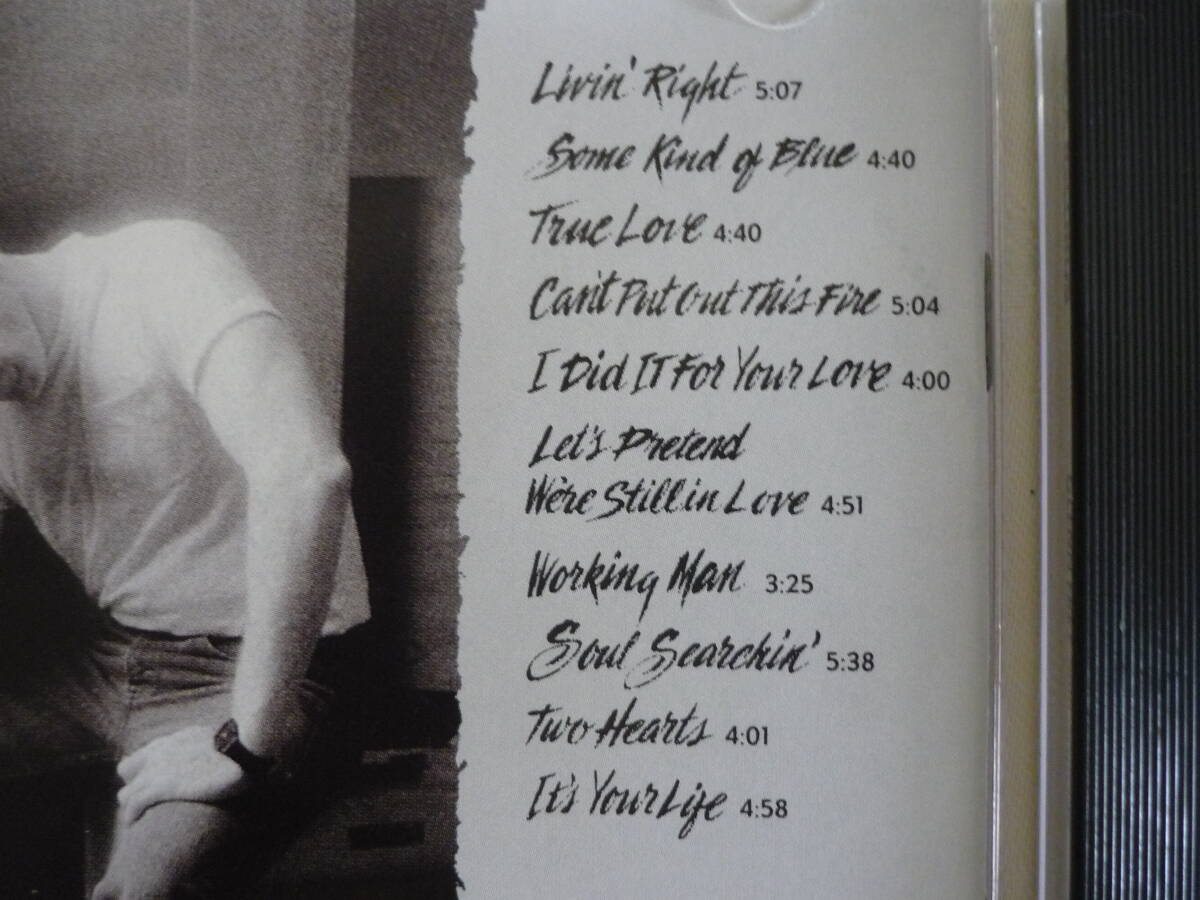 Livin' Right 5:07
Some Kind of Blue 4:40
True Love 4:40
Can't Put Out This Fire 5:04
I Did IT For Your Love 4:00
Let's Pretend
We're Still in Love 4:51
Working Man 3:25
Soul Searchin' 5:38
Two Hearts 4:01
It's Your Life 4:58